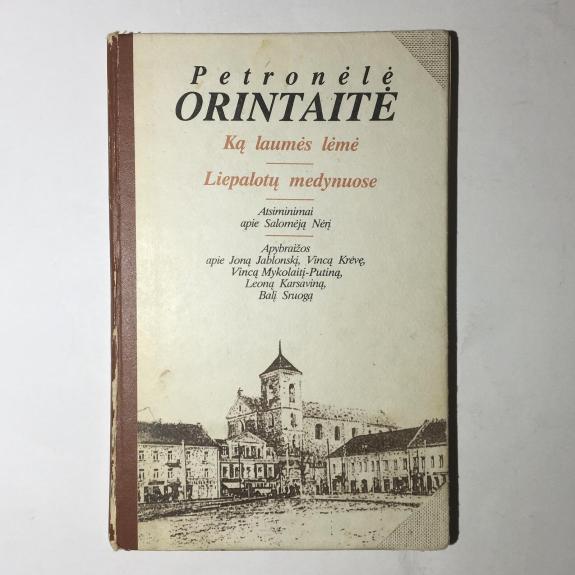 Petronėlė
ORINTAITĖ
Ką laumės lėmė
Liepalotų medynuose
Atsiminimai
apie Salomėją Nėrį
Apybraižos
apie Joną Jablonskį, Vincą Krėvę,
Vincą Mykolaitį-Putiną,
Leoną Karsaviną,
Balį Sruogą